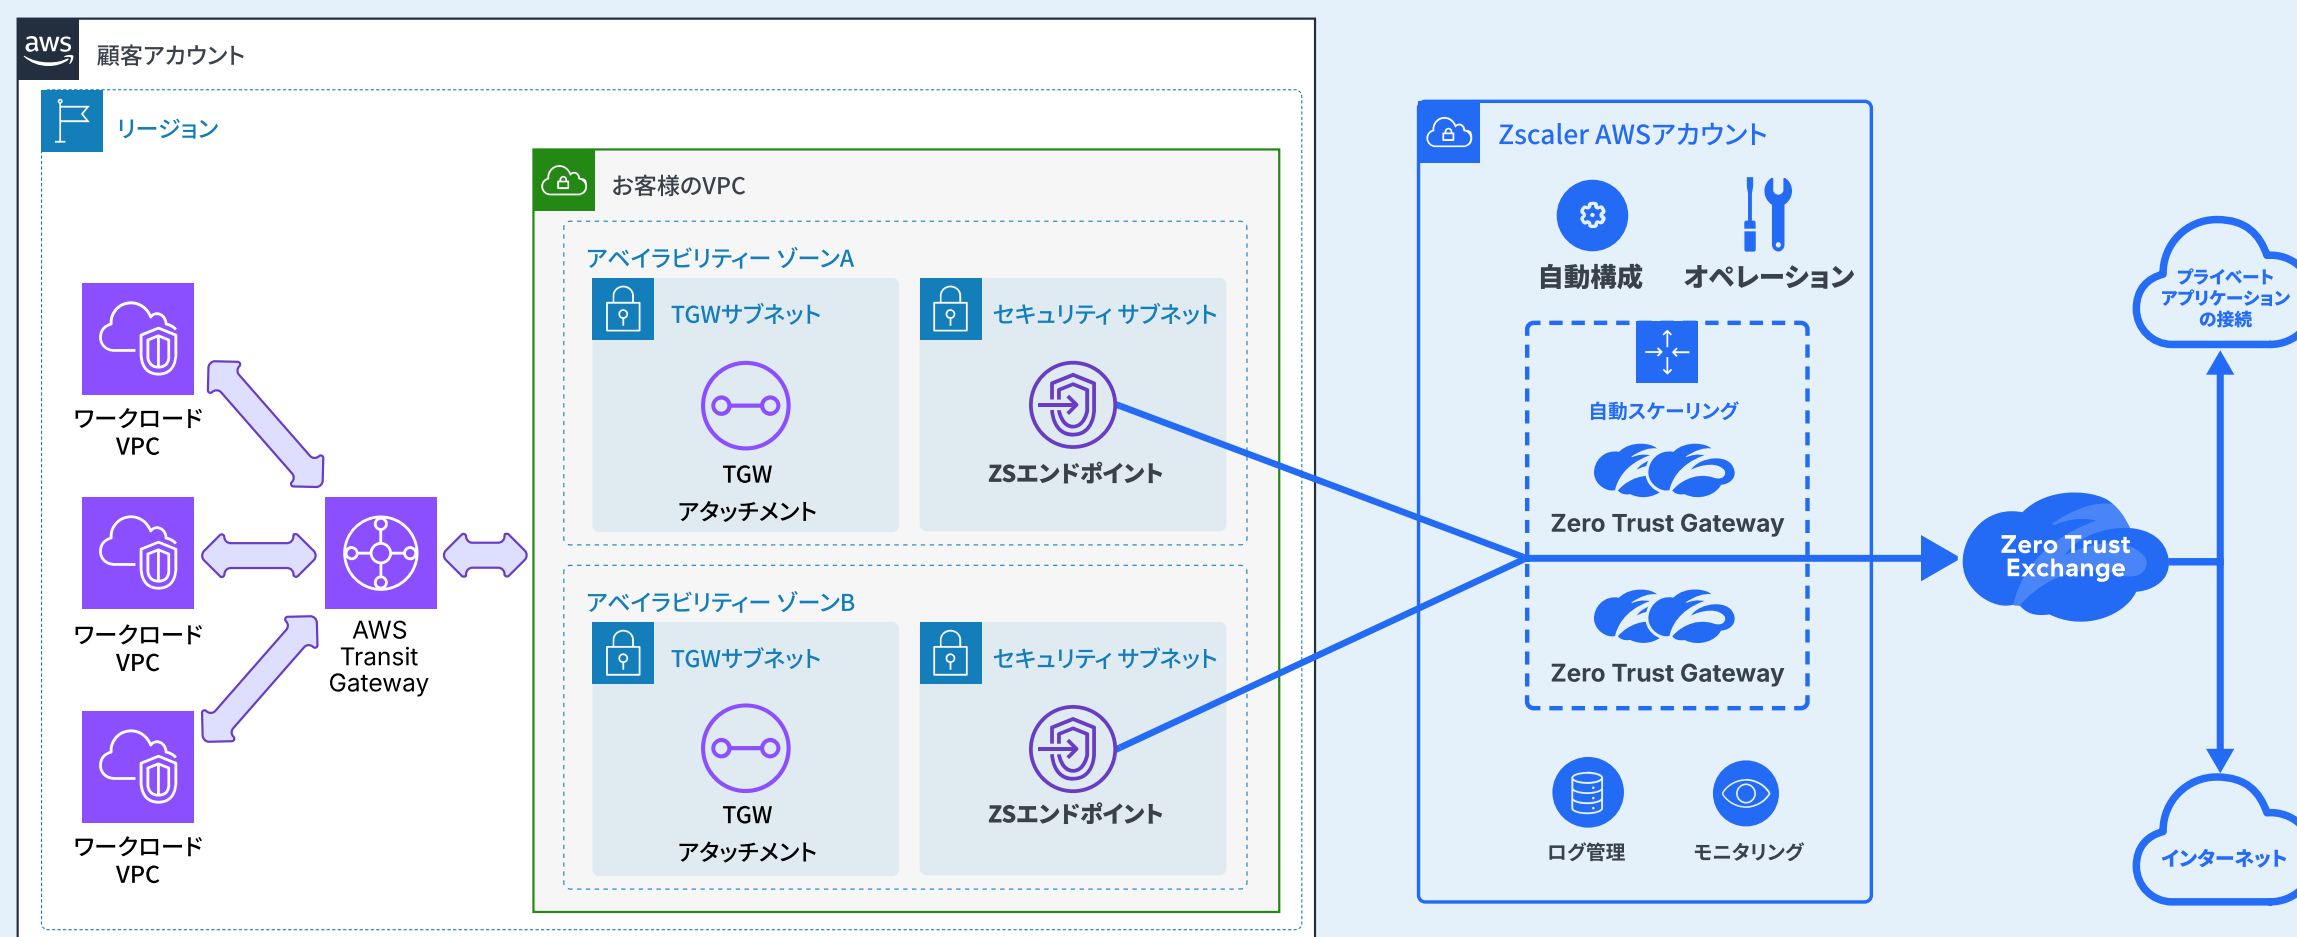 aws
顧客アカウント
リージョン
お客様のVPC
アベイラビリティー ゾーンA
TGWサブネット
セキュリティ サブネット
TGW
アタッチメント
ZSエンドポイント
アベイラビリティー ゾーンB
TGWサブネット
セキュリティ サブネット
TGW
アタッチメント
ZSエンドポイント
ワークロード
VPC
ワークロード
VPC
ワークロード
VPC
AWS
Transit
Gateway
Zscaler AWSアカウント
自動構成
オペレーション
自動スケーリング
Zero Trust Gateway
Zero Trust Gateway
ログ管理
モニタリング
Zero Trust
Exchange
プライベート
アプリケーション
の接続
インターネット